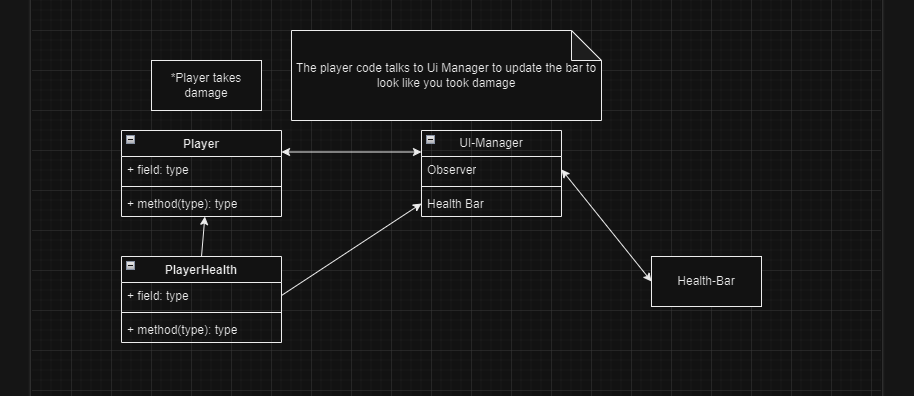 *Player takes
damage
The player code talks to Ui Manager to update the bar to
look like you took damage
Player
+ field: type
+ method(type): type
UI-Manager
Observer
Health Bar
PlayerHealth
+ field: type
+ method(type): type
Health-Bar